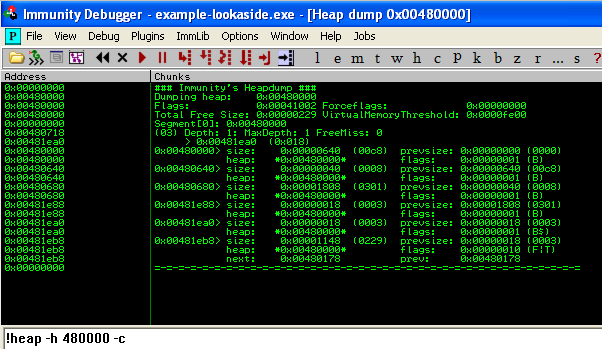 Immunity Debugger - example-lookaside.exe - [Heap dump 0x00480000]
P File View Debug Plugins ImmLib Options Window Help Jobs
l e m t w h c p k b z r ... s ?
Address Chunks
0x00000000 ### Immunity's Heapdump ###
0x00480000 Dumping heap: 0x00480000
0x00480000 Flags: 0x00041002 Forceflags: 0x00000000
0x00480000 Total Free Size: 0x00000229 VirtualMemoryThreshold: 0x0000fe00
0x00000000 Segment[0]: 0x00480000
0x00480718 (03) Depth: 1: MaxDepth: 1 FreeMiss: 0
0x00481ea0 > 0x00481ea0 (0x018)
0x00480000 0x00480000> size: 0x00000640 (00c8) prevsize: 0x00000000 (0000)
0x00480000 heap: *0x00480000* flags: 0x00000001 (B)
0x00480640 0x00480640> size: 0x00000040 (0008) prevsize: 0x00000640 (00c8)
0x00480640 heap: *0x00480000* flags: 0x00000001 (B)
0x00480680 0x00480680> size: 0x00001808 (0301) prevsize: 0x00000040 (0008)
0x00480680 heap: *0x00480000* flags: 0x00000001 (B)
0x00481e88 0x00481e88> size: 0x00000018 (0003) prevsize: 0x00001808 (0301)
0x00481e88 heap: *0x00480000* flags: 0x00000001 (B)
0x00481ea0 0x00481ea0> size: 0x00000018 (0003) prevsize: 0x00000018 (0003)
0x00481ea0 heap: *0x00480000* flags: 0x00000001 (B$)
0x00481eb8 0x00481eb8> size: 0x00001148 (0229) prevsize: 0x00000018 (0003)
0x00481eb8 heap: *0x00480000* flags: 0x00000010 (F|T)
0x00481eb8 next: 0x00480178 prev: 0x00480178
0x00000000 =-=-=-=-=-=-=-=-=-=-=-=-=-=-=-=-=-=-=-=-=-=-=-=-=-=-=-=-=-=-=-=-=-=-=
!heap -h 480000 -c